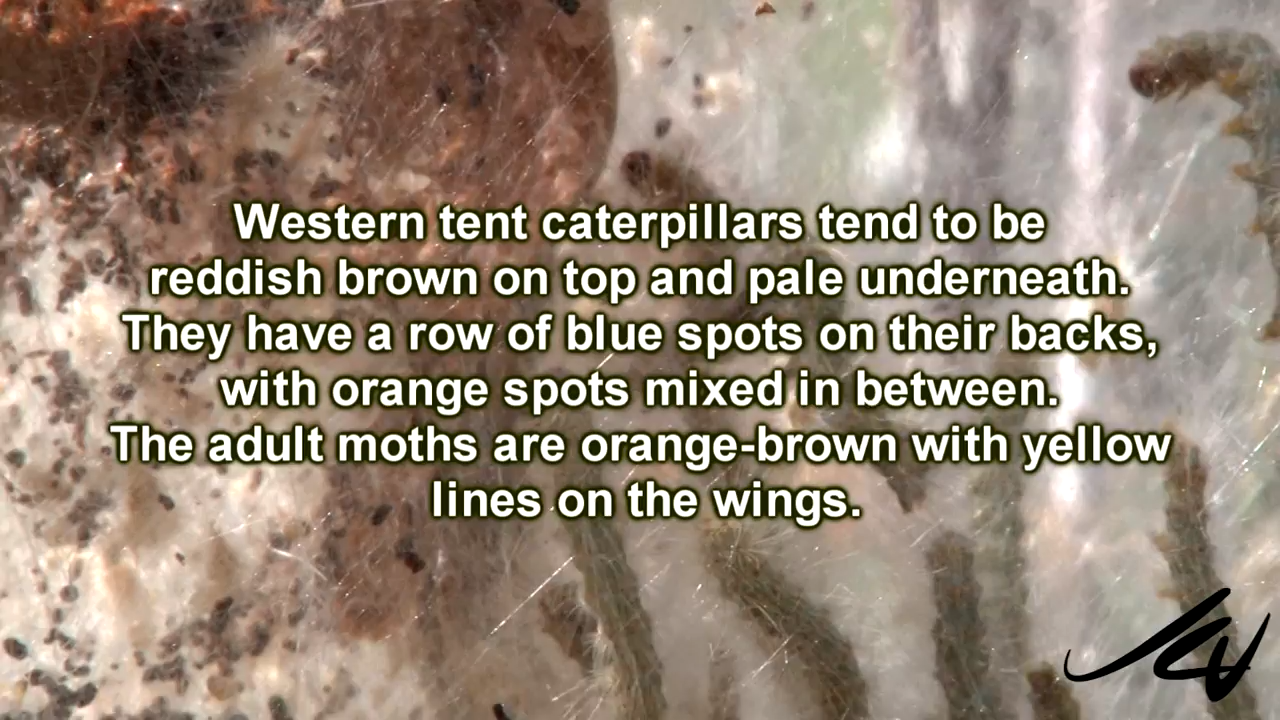 Western tent caterpillars tend to be
reddish brown on top and pale underneath.
They have a row of blue spots on their backs,
with orange spots mixed in between.
The adult moths are orange-brown with yellow
lines on the wings.